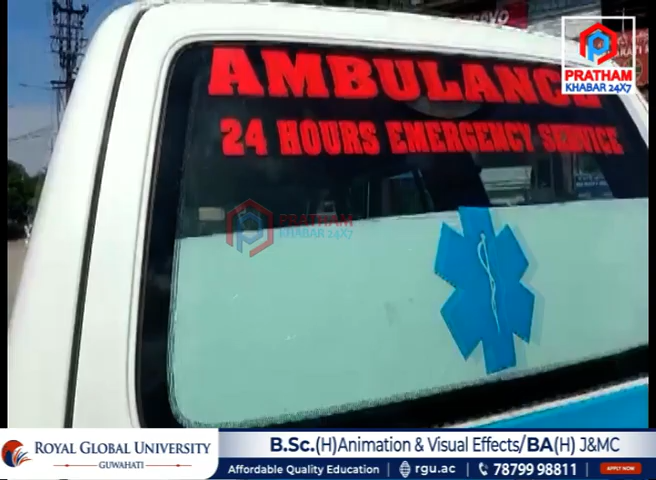 PRATHAM
KHABAR 24X7
AMBULANCE
24 HOURS EMERGENCY SERVICE
PRATHAM
KHABAR 24X7
ROYAL GLOBAL UNIVERSITY
GUWAHATI
B.Sc.(H)Animation & Visual Effects/BA(H) J&MC
Affordable Quality Education | rgu.ac | 78799 98811 | APPLY NOW